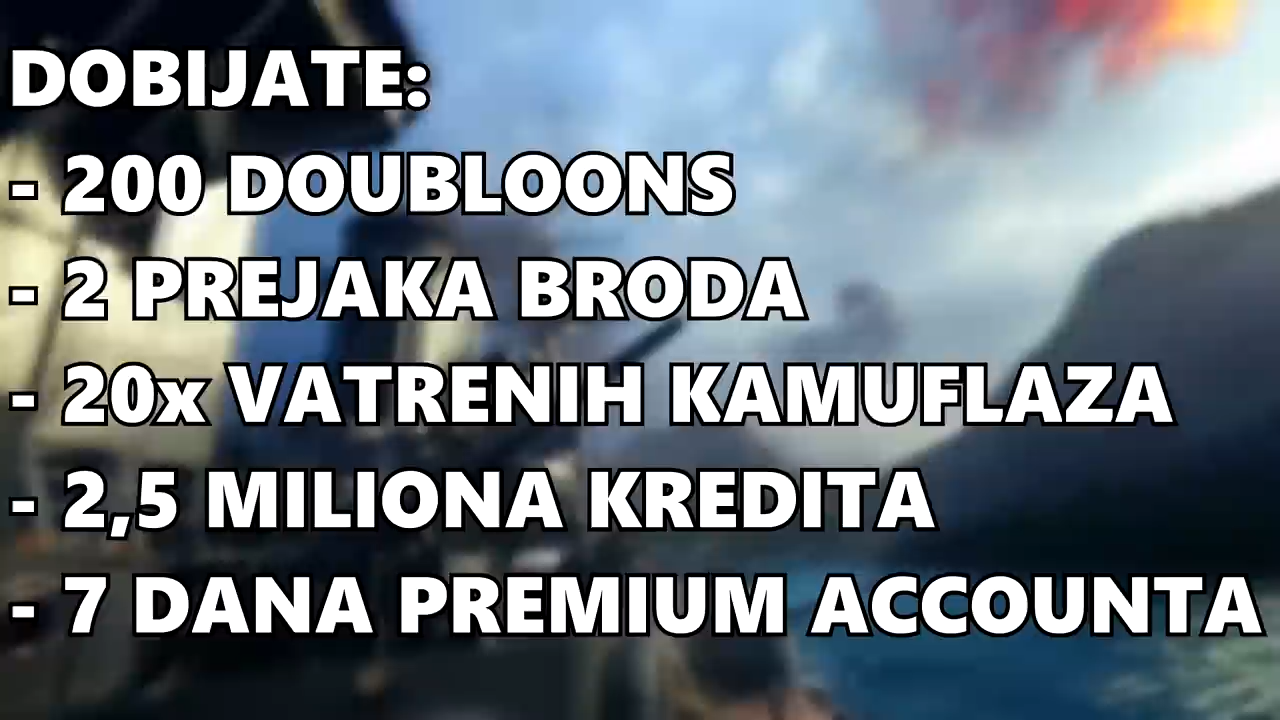 DOBIJATE:
- 200 DOUBLOONS
- 2 PREJAKA BRODA
- 20x VATRENIH KAMUFLAZA
- 2,5 MILIONA KREDITA
- 7 DANA PREMIUM ACCOUNTA